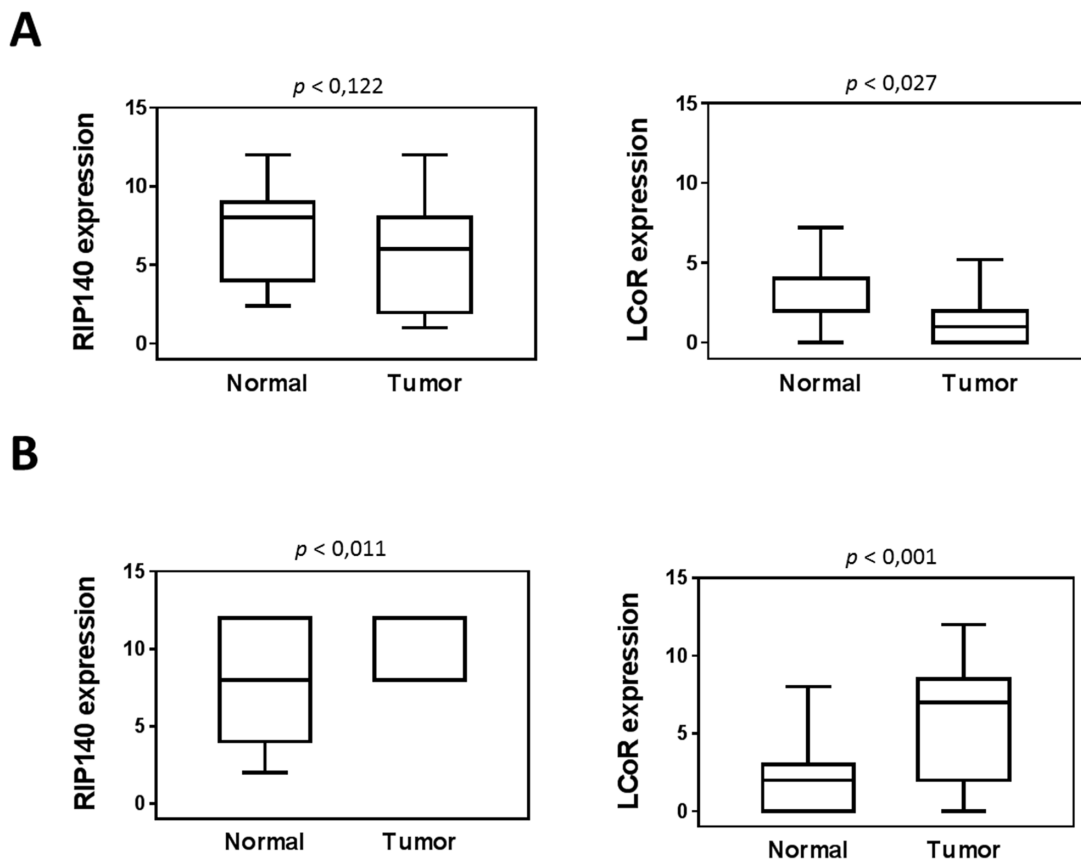 A
p < 0,122
RIP140 expression
15
10
5
0
Normal Tumor
p < 0,027
LCoR expression
15
10
5
0
Normal Tumor
B
p < 0,011
RIP140 expression
15
10
5
0
Normal Tumor
p < 0,001
LCoR expression
15
10
5
0
Normal Tumor